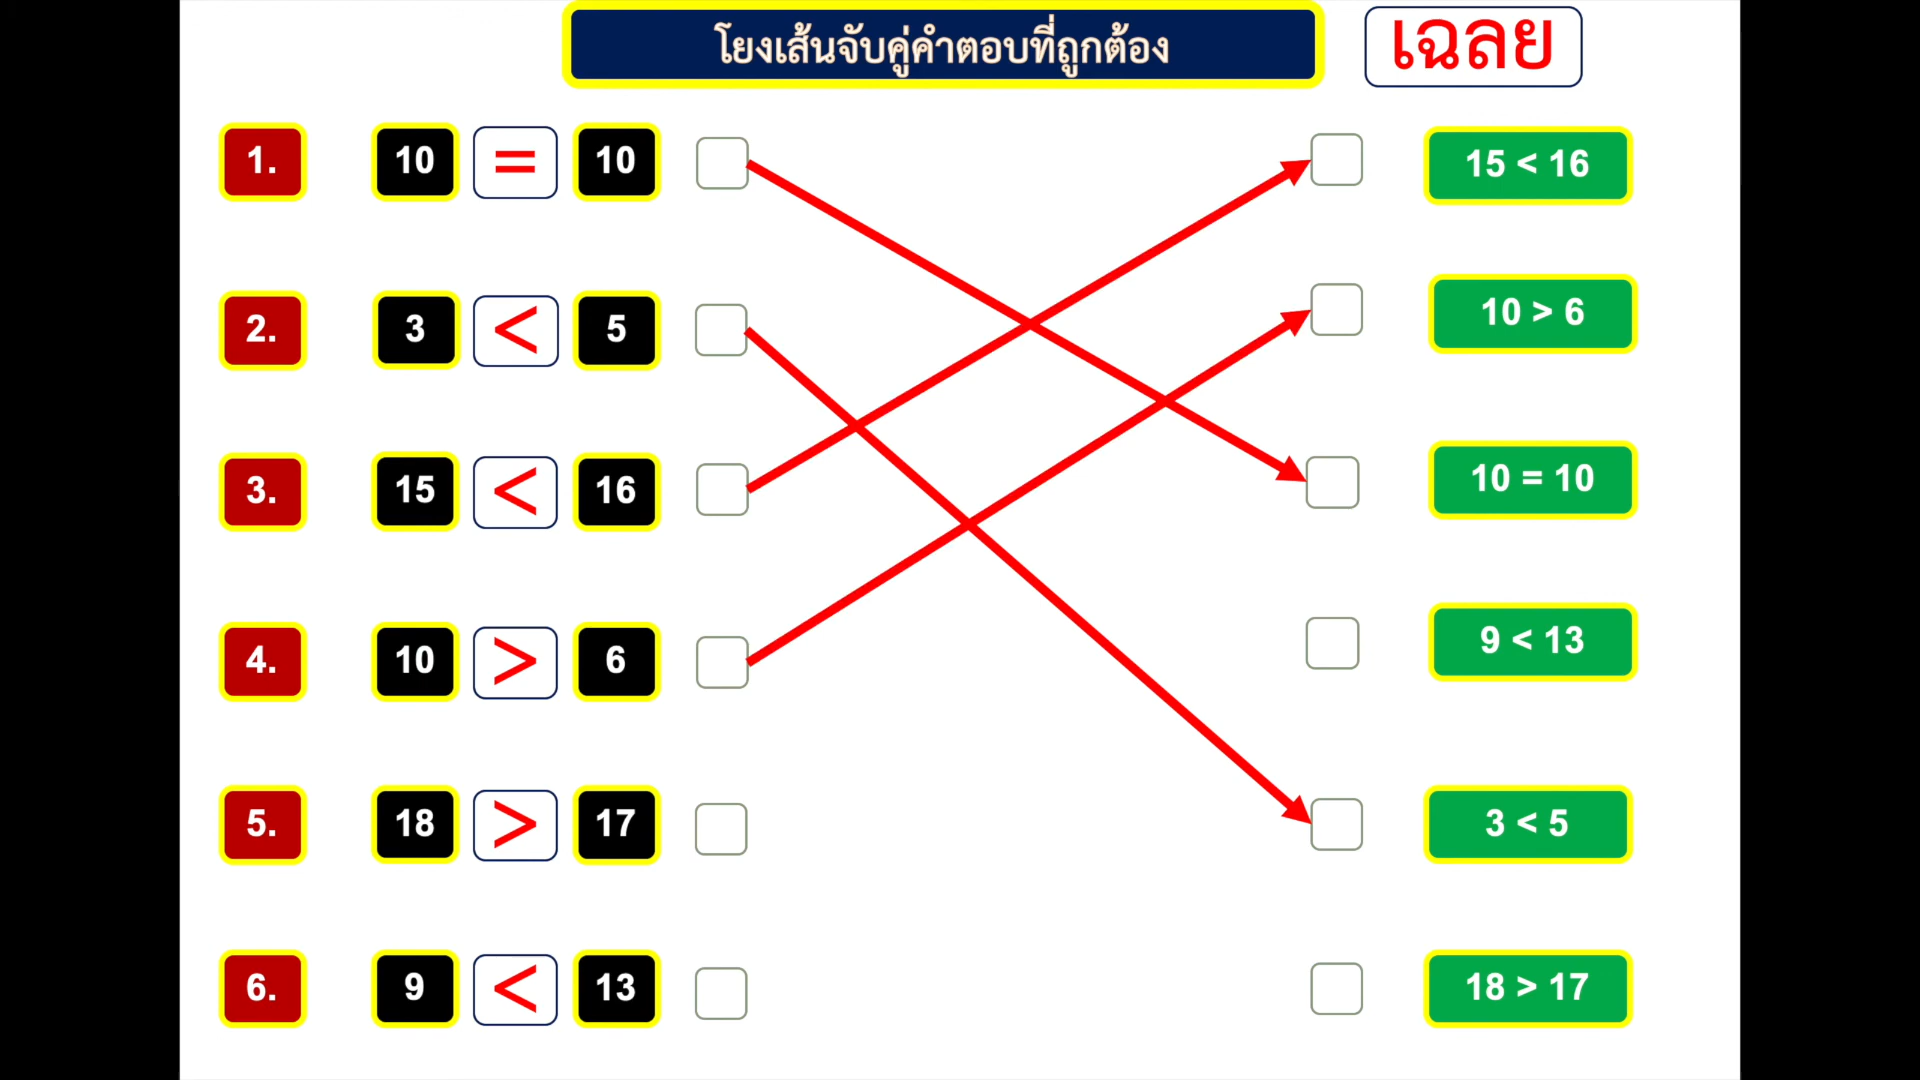 โยงเส้นจับคู่คำตอบที่ถูกต้อง
เฉลย
1. 10 = 10
15 < 16
2. 3 < 5
10 > 6
3. 15 < 16
10 = 10
4. 10 > 6
9 < 13
5. 18 > 17
3 < 5
6. 9 < 13
18 > 17